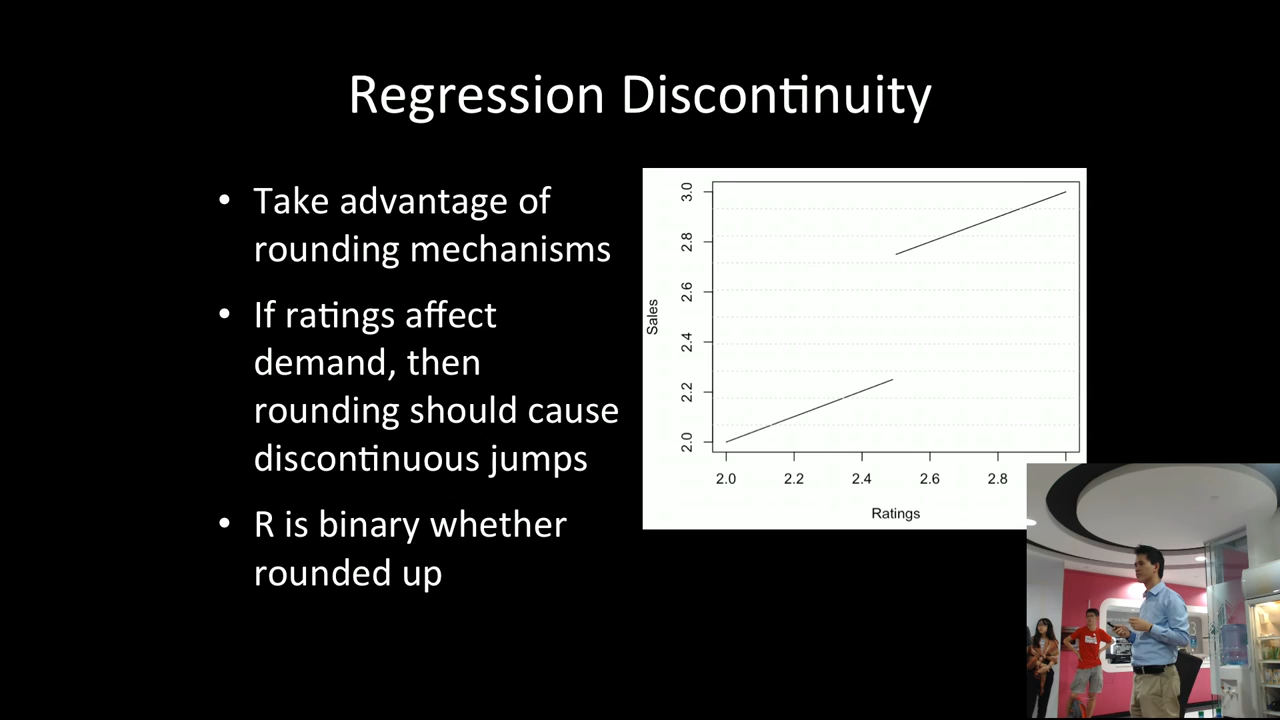 Regression Discontinuity
• Take advantage of
rounding mechanisms
• If ratings affect
demand, then
rounding should cause
discontinuous jumps
• R is binary whether
rounded up
Sales
3.0
2.8
2.6
2.4
2.2
2.0
2.0 2.2 2.4 2.6 2.8
Ratings